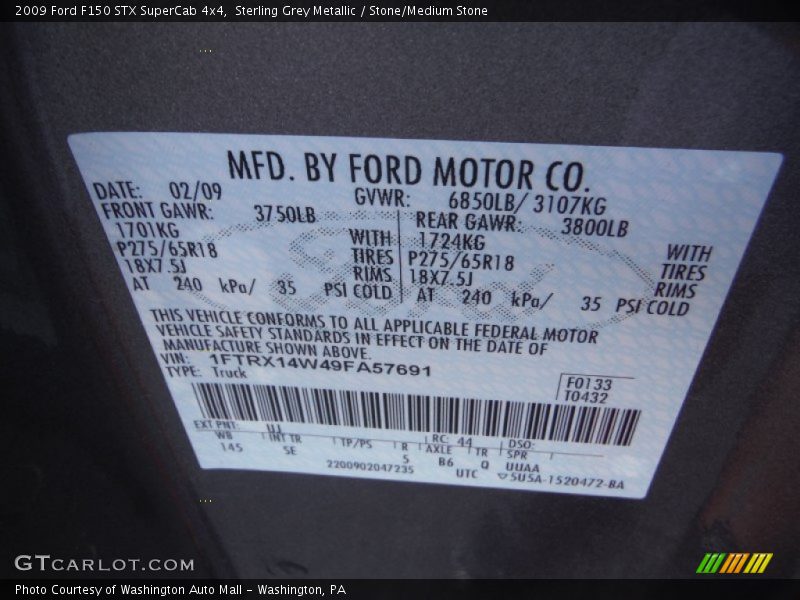 2009 Ford F150 STX SuperCab 4x4, Sterling Grey Metallic / Stone/Medium Stone
MFD. BY FORD MOTOR CO.
DATE: 02/09 GVWR: 6850LB/ 3107KG
FRONT GAWR: 3750LB REAR GAWR: 3800LB
1701KG WITH 1724KG WITH
P275/65R18 TIRES P275/65R18 TIRES
18X7.5J RIMS 18X7.5J RIMS
AT 240 kPa/ 35 PSI COLD AT 240 kPa/ 35 PSI COLD
THIS VEHICLE CONFORMS TO ALL APPLICABLE FEDERAL MOTOR
VEHICLE SAFETY STANDARDS IN EFFECT ON THE DATE OF
MANUFACTURE SHOWN ABOVE.
VIN: 1FTRX14W49FA57691
TYPE: Truck
F0133
T0432
EXT PNT: UJ RC: 44 DSO:
WB INT TR TP/PS R AXLE TR SPR
145 SE 5 B6 Q UUAA
2200902047235 UTC 5U5A-1520472-BA
GTCARLOT.COM
Photo Courtesy of Washington Auto Mall – Washington, PA